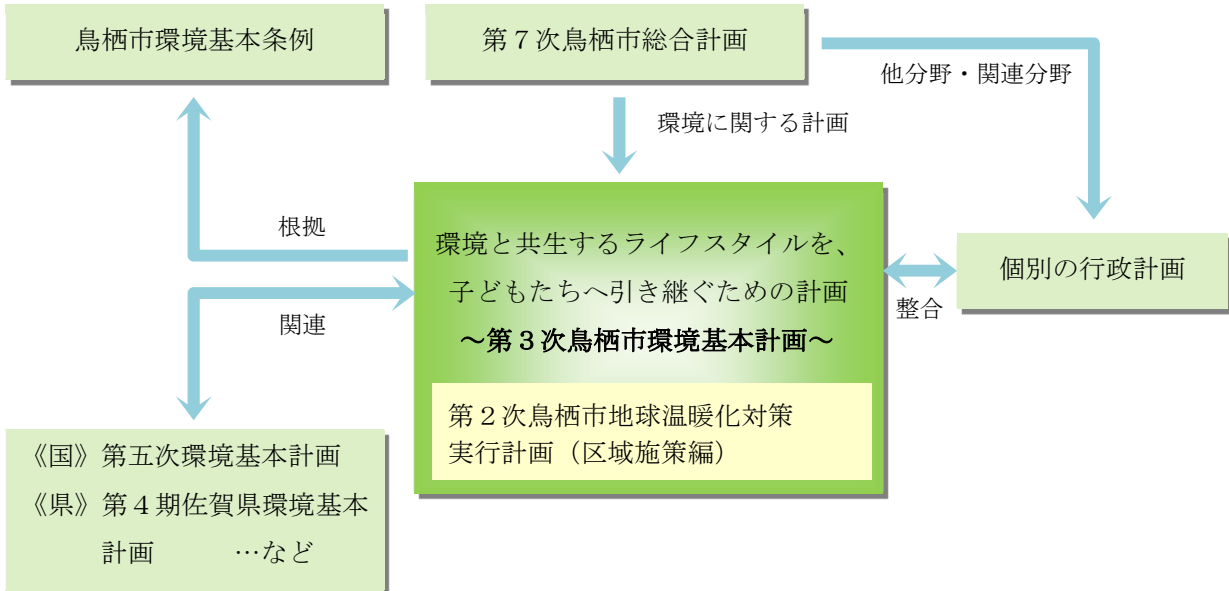 鳥栖市環境基本条例
第７次鳥栖市総合計画
他分野・関連分野
環境に関する計画
根拠
関連
環境と共生するライフスタイルを、
子どもたちへ引き継ぐための計画
～第３次鳥栖市環境基本計画～
第２次鳥栖市地球温暖化対策
実行計画（区域施策編）
整合
個別の行政計画
《国》第五次環境基本計画
《県》第４期佐賀県環境基本
計画　　　…など